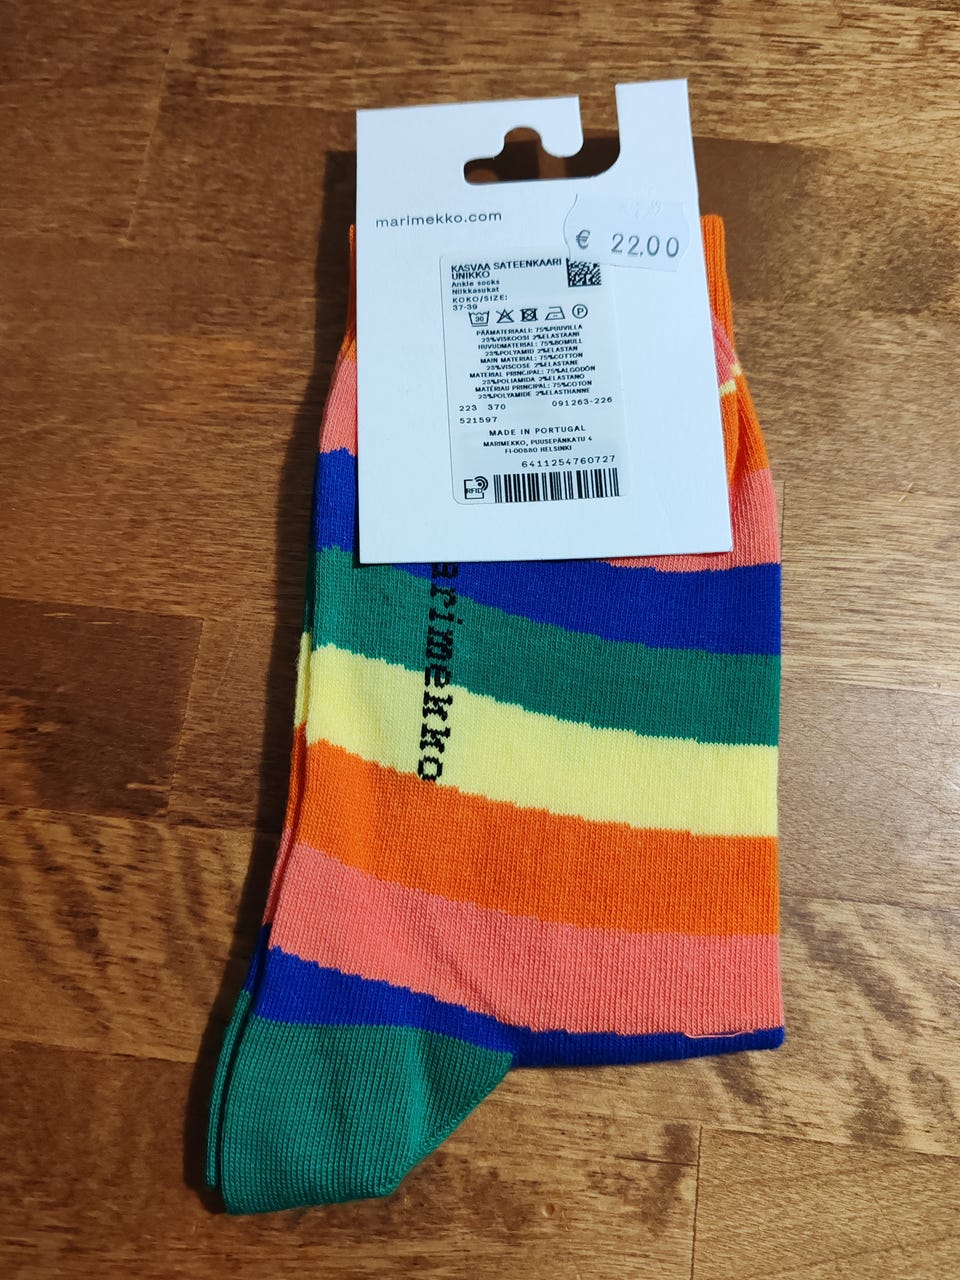 marimekko.com
€ 22.00
KASVAA SATEENKAARI
UNIKKO
Ankle socks
Nilkkasukat
KOKO/SIZE:
37-39
30
P
PÄÄMATERIAALI: 75%PUUVILLA
23%VISKOOSI 2%ELASTAANI
HUVUDMATERIAL: 75%BOMULL
23%POLYAMID 2%ELASTAN
MAIN MATERIAL: 75%COTTON
23%VISCOSE 2%ELASTANE
MATERIAL PRINCIPAL: 75%ALGODÓN
23%POLIAMIDA 2%ELASTANO
MATÉRIAU PRINCIPAL: 75%COTON
23%POLYAMIDE 2%ELASTHANNE
223 370 091263-226
521597
MADE IN PORTUGAL
MARIMEKKO, PUUSEPÄNKATU 4
FI-00880 HELSINKI
6411254760727
RFID
arimekko